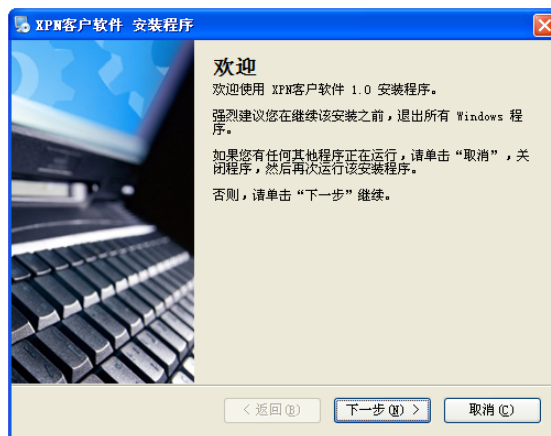 XPN客户软件 安装程序
欢迎
欢迎使用 XPN客户软件 1.0 安装程序。
强烈建议您在继续该安装之前，退出所有 Windows 程
序。
如果您有任何其他程序正在运行，请单击“取消”，关
闭程序，然后再次运行该安装程序。
否则，请单击“下一步”继续。
< 返回(B)
下一步(N) >
取消(C)